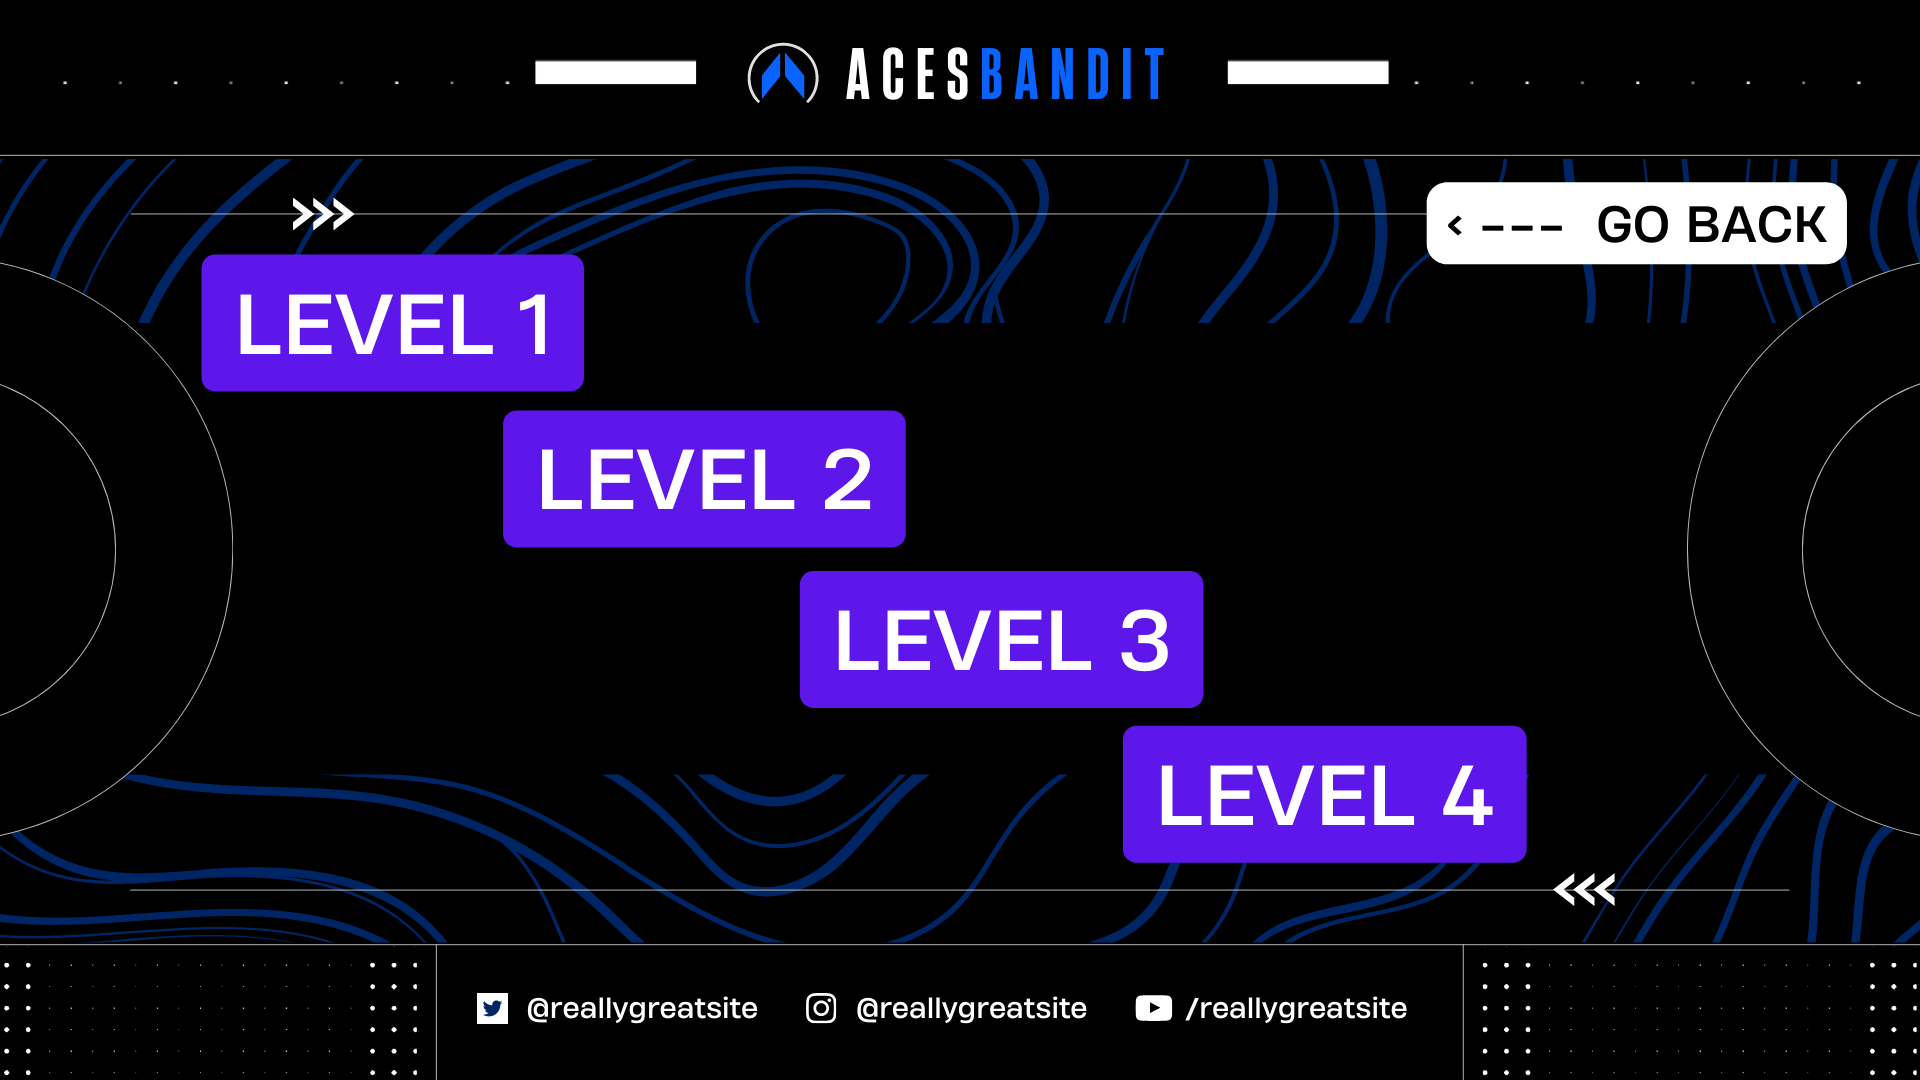 ACESBANDIT
<--- GO BACK
LEVEL 1
LEVEL 2
LEVEL 3
LEVEL 4
@reallygreatsite @reallygreatsite /reallygreatsite